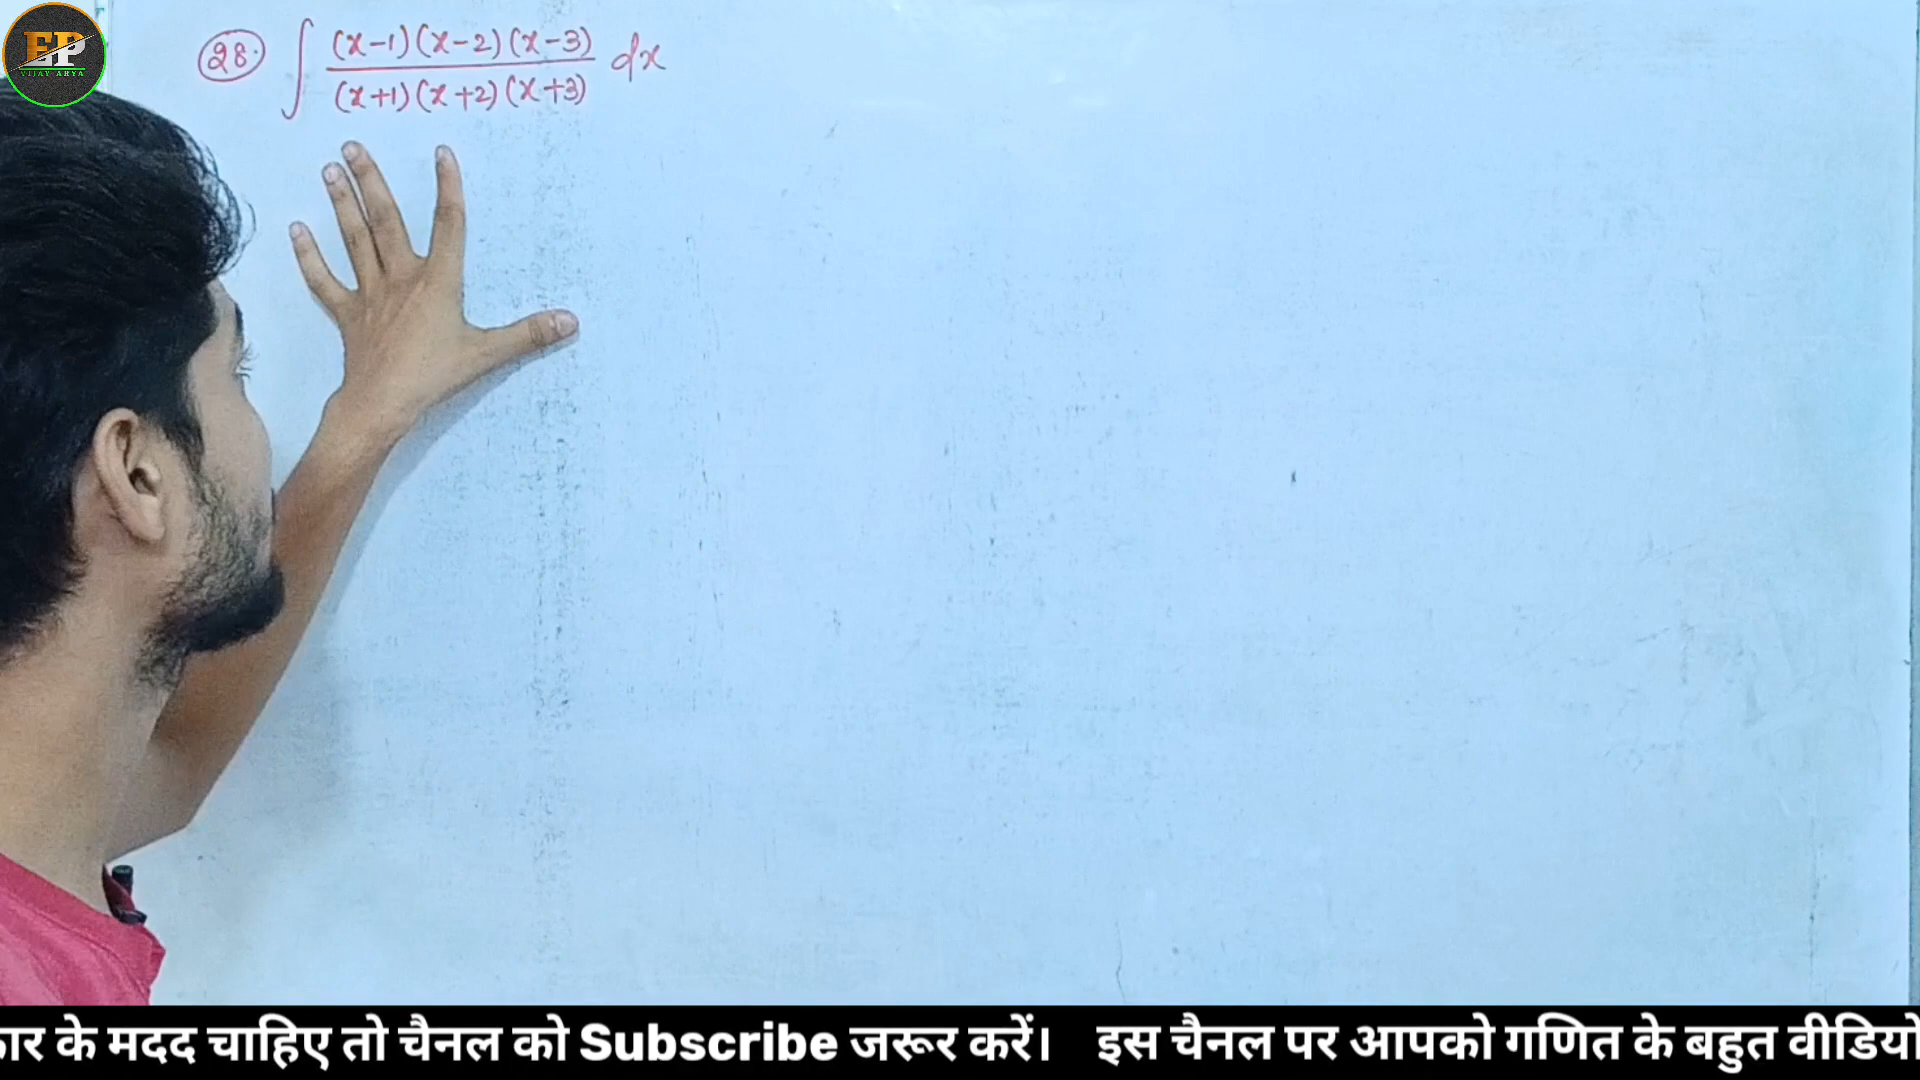 EP
VIJAY ARYA
28. ∫ (x-1)(x-2)(x-3) / (x+1)(x+2)(x+3) dx
के मदद चाहिए तो चैनल को Subscribe जरूर करें। इस चैनल पर आपको गणित के बहुत वीडियो